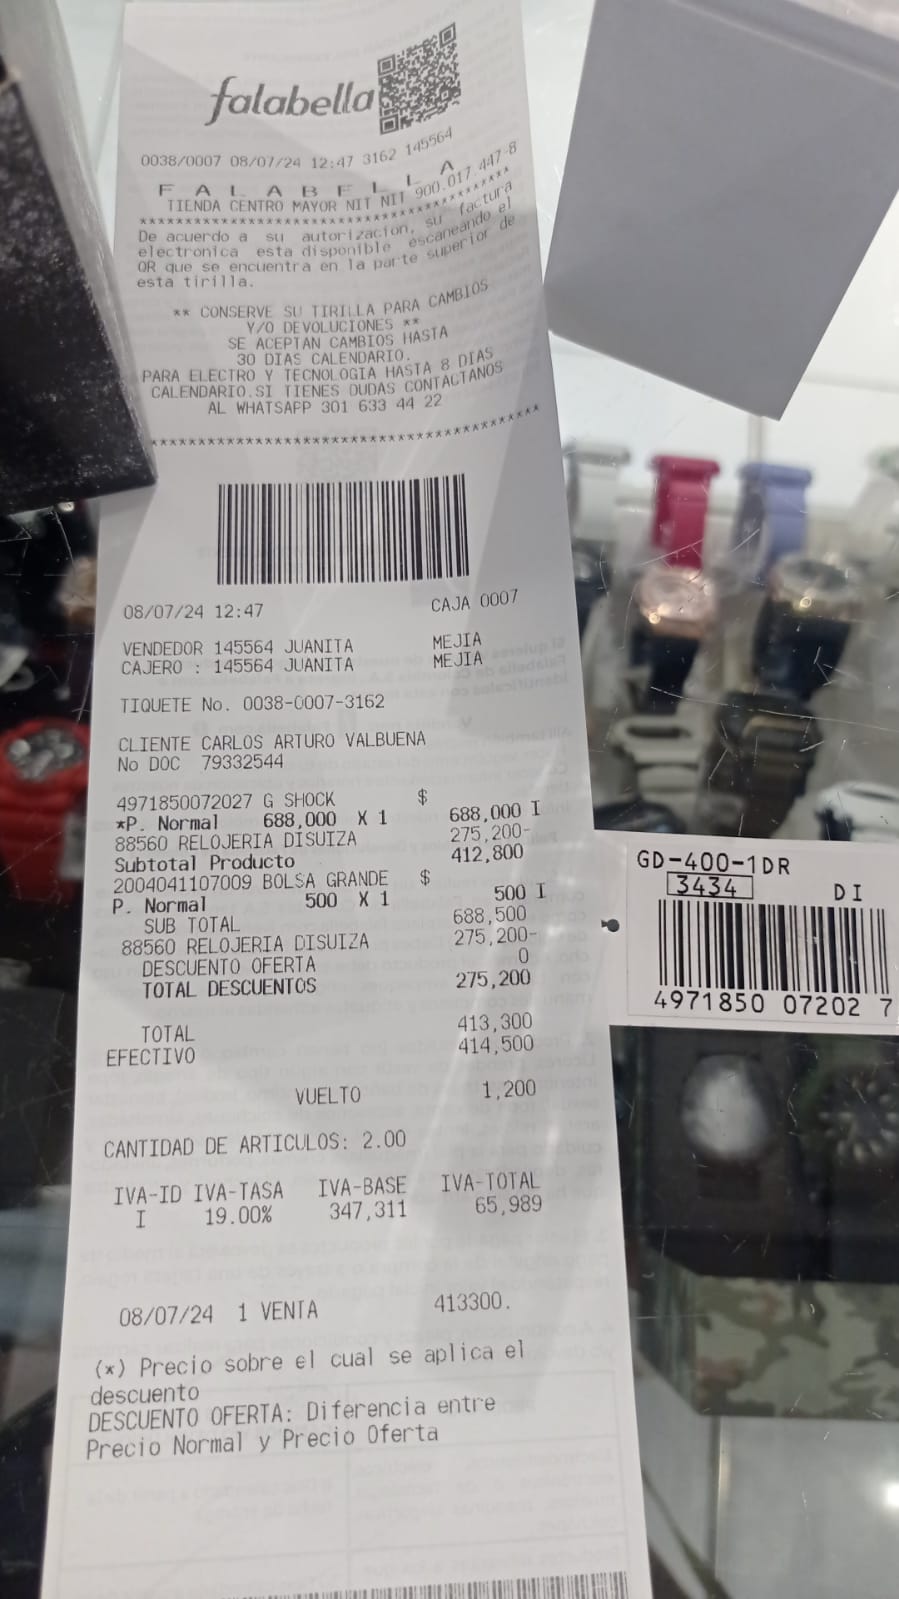 falabella
0038/0007 08/07/24 12:47 3162 145564
F A L A B E L L A
TIENDA CENTRO MAYOR NIT NIT 900.017.447-8
******************************************
De acuerdo a su autorización, su factura
electronica esta disponible escaneando el
QR que se encuentra en la parte superior de
esta tirilla.
** CONSERVE SU TIRILLA PARA CAMBIOS
Y/O DEVOLUCIONES **
SE ACEPTAN CAMBIOS HASTA
30 DIAS CALENDARIO.
PARA ELECTRO Y TECNOLOGIA HASTA 8 DIAS
CALENDARIO.SI TIENES DUDAS CONTACTANOS
AL WHATSAPP 301 633 44 22
******************************************
08/07/24 12:47 CAJA 0007
VENDEDOR 145564 JUANITA MEJIA
CAJERO : 145564 JUANITA MEJIA
TIQUETE No. 0038-0007-3162
CLIENTE CARLOS ARTURO VALBUENA
No DOC 79332544
4971850072027 G SHOCK $
*P. Normal 688,000 X 1 688,000 I
88560 RELOJERIA DISUIZA 275,200-
Subtotal Producto 412,800
2004041107009 BOLSA GRANDE $
P. Normal 500 X 1 500 I
SUB TOTAL 688,500
88560 RELOJERIA DISUIZA 275,200-
DESCUENTO OFERTA 0
TOTAL DESCUENTOS 275,200
TOTAL 413,300
EFECTIVO 414,500
VUELTO 1,200
CANTIDAD DE ARTICULOS: 2.00
IVA-ID IVA-TASA IVA-BASE IVA-TOTAL
I 19.00% 347,311 65,989
08/07/24 1 VENTA 413300.
(*) Precio sobre el cual se aplica el
descuento
DESCUENTO OFERTA: Diferencia entre
Precio Normal y Precio Oferta
GD-400-1DR
3434 DI
4971850 07202 7